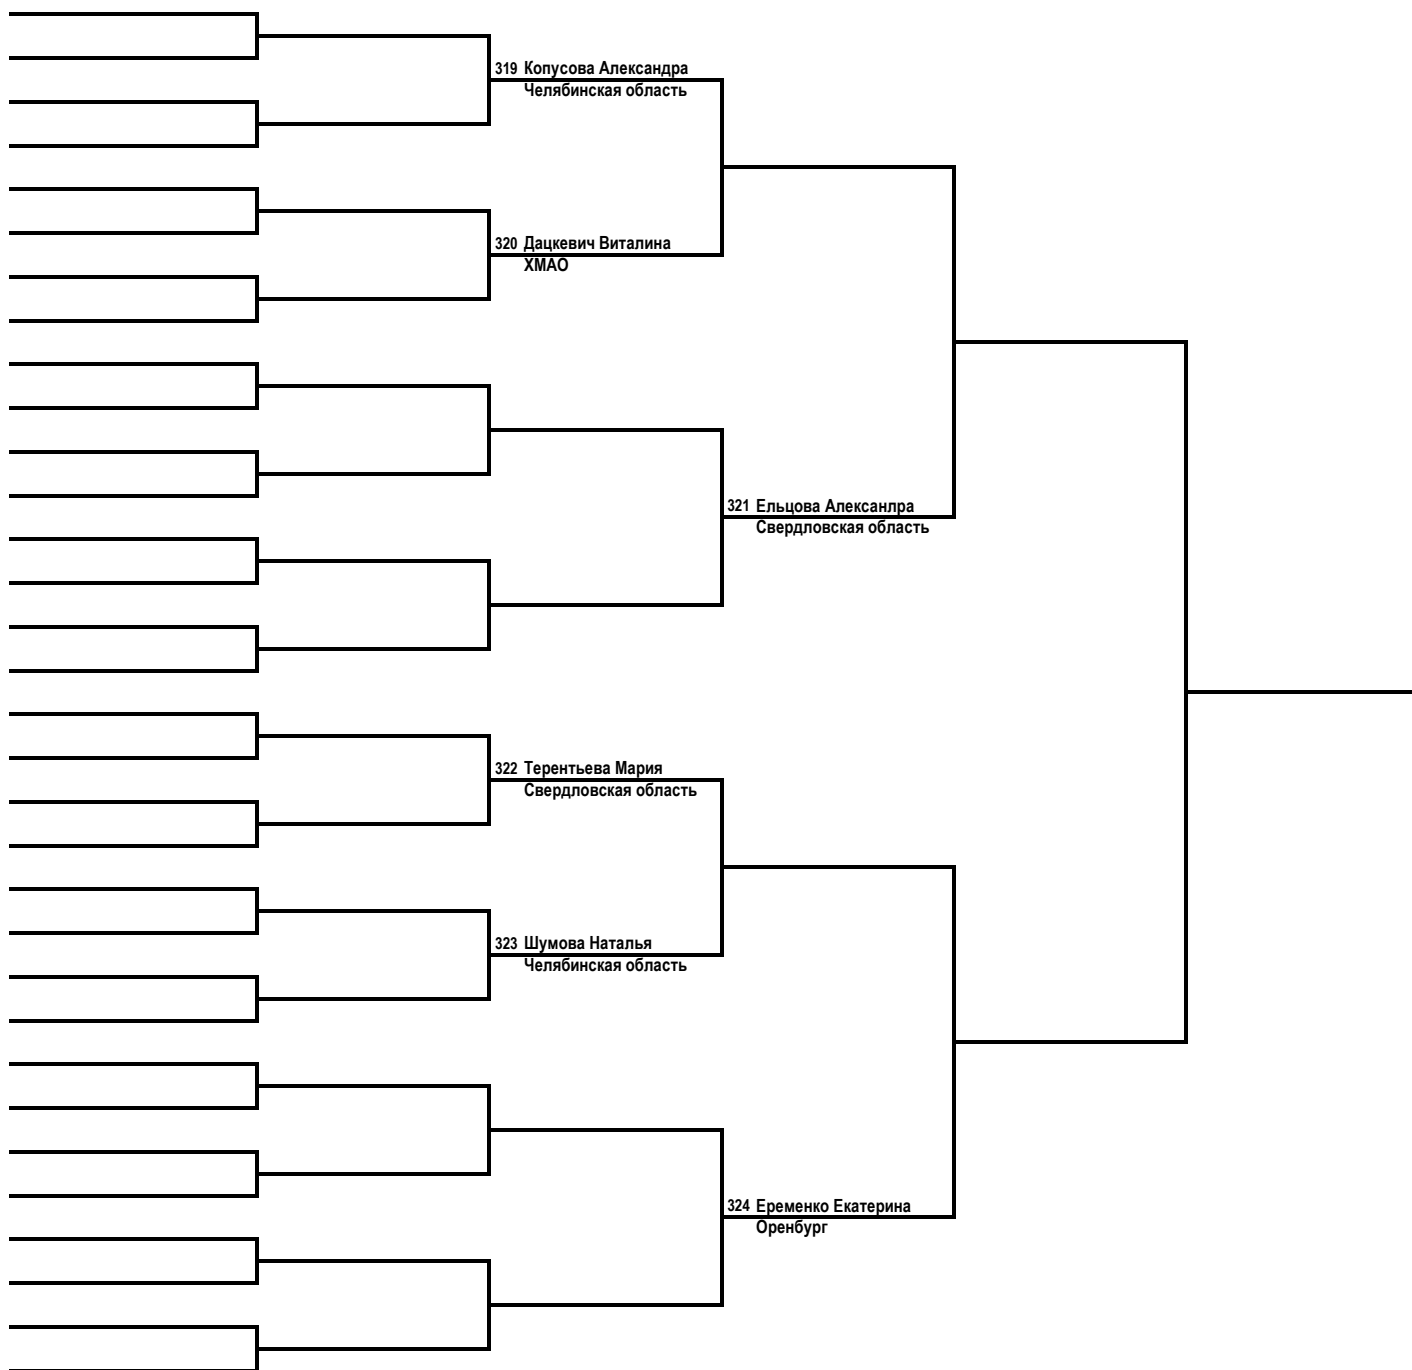 319 Копусова Александра
Челябинская область
320 Дацкевич Виталина
ХМАО
321 Ельцова Алексанлра
Свердловская область
322 Терентьева Мария
Свердловская область
323 Шумова Наталья
Челябинская область
324 Еременко Екатерина
Оренбург